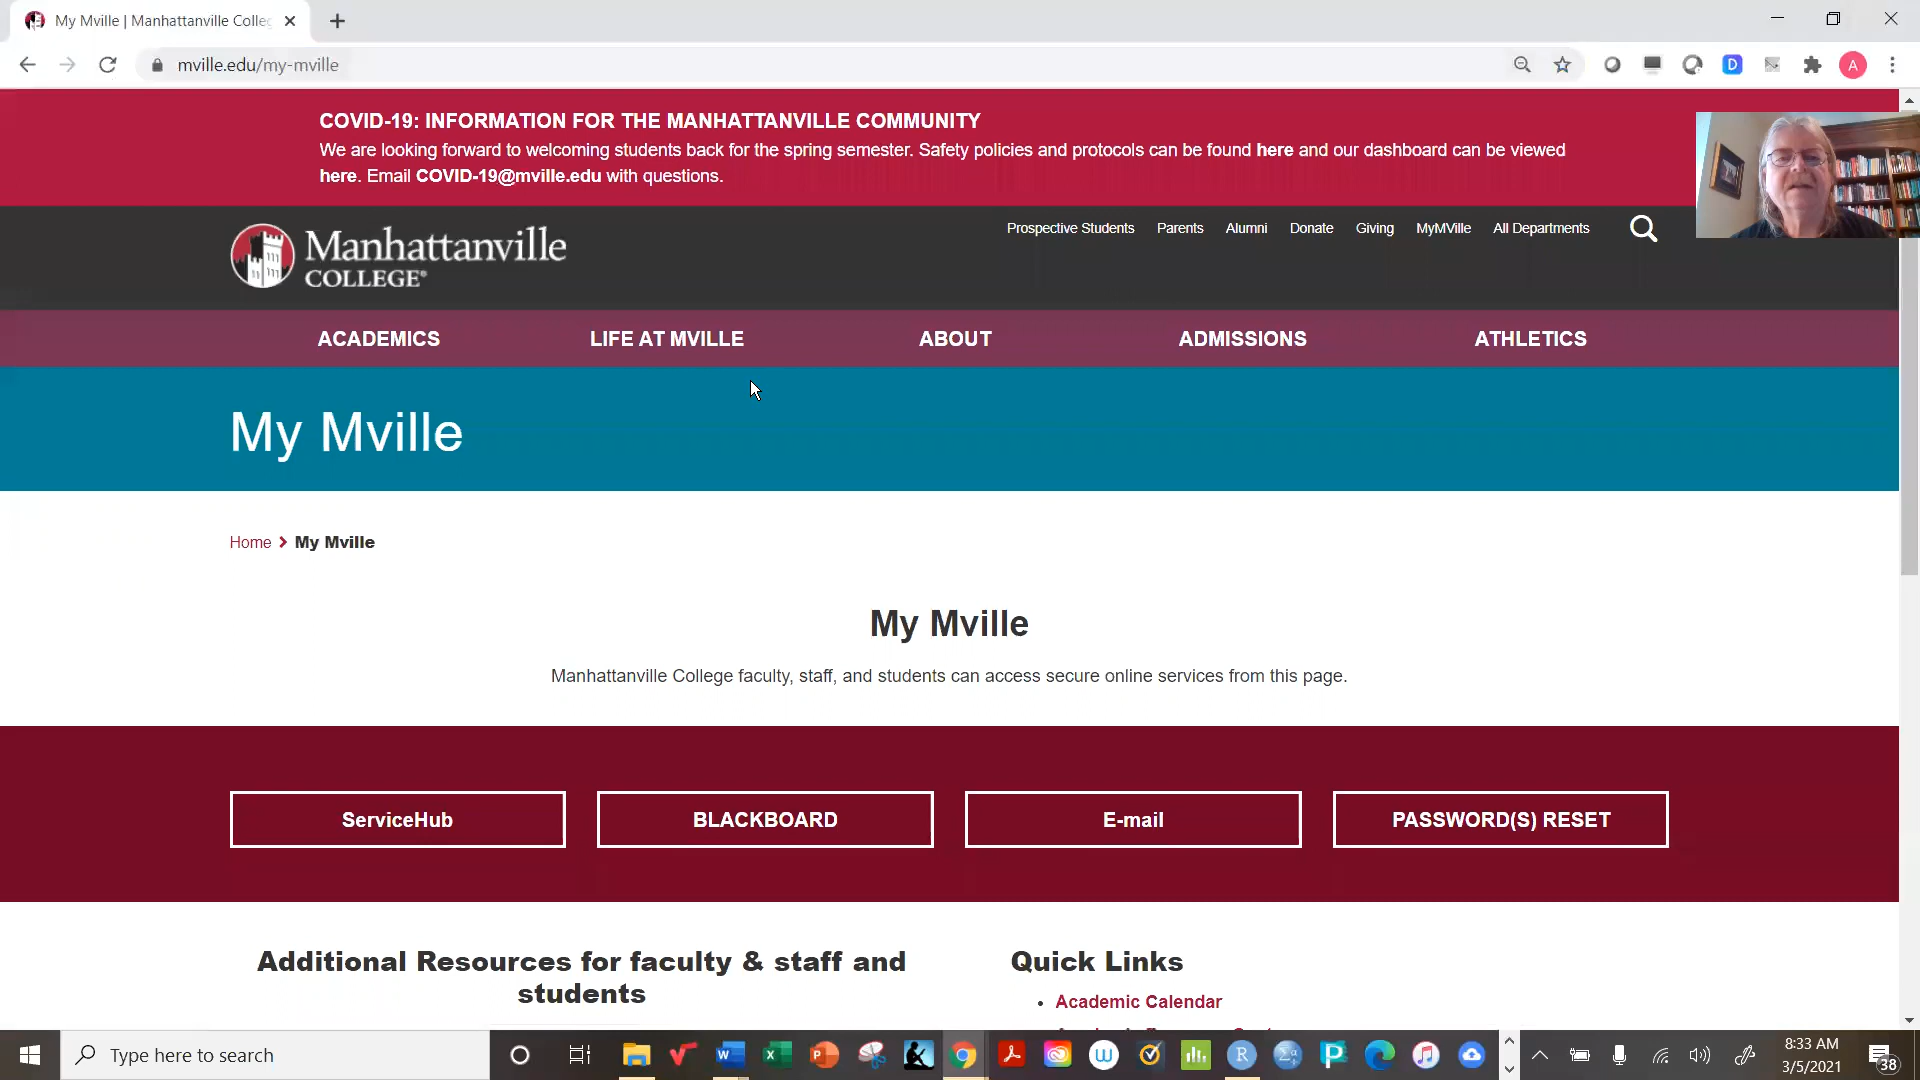 My Mville | Manhattanville Colleg
mville.edu/my-mville
D
A
COVID-19: INFORMATION FOR THE MANHATTANVILLE COMMUNITY
We are looking forward to welcoming students back for the spring semester. Safety policies and protocols can be found here and our dashboard can be viewed
here. Email COVID-19@mville.edu with questions.
Manhattanville
COLLEGE®
Prospective Students Parents Alumni Donate Giving MyMVille All Departments
ACADEMICS LIFE AT MVILLE ABOUT ADMISSIONS ATHLETICS
My Mville
Home > My Mville
My Mville
Manhattanville College faculty, staff, and students can access secure online services from this page.
ServiceHub BLACKBOARD E-mail PASSWORD(S) RESET
Additional Resources for faculty & staff and
students
Quick Links
• Academic Calendar
Type here to search
8:33 AM
3/5/2021
38